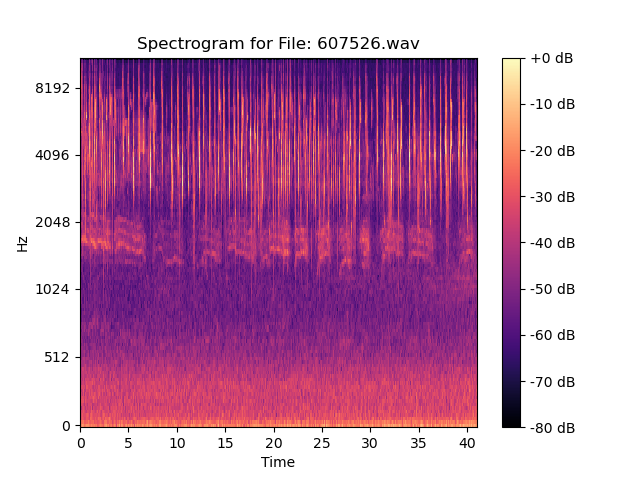 Spectrogram for File: 607526.wav
+0 dB
8192
-10 dB
4096
-20 dB
-30 dB
2048
-40 dB
Hz
1024
-50 dB
-60 dB
512
-70 dB
0
-80 dB
0 5 10 15 20 25 30 35 40
Time